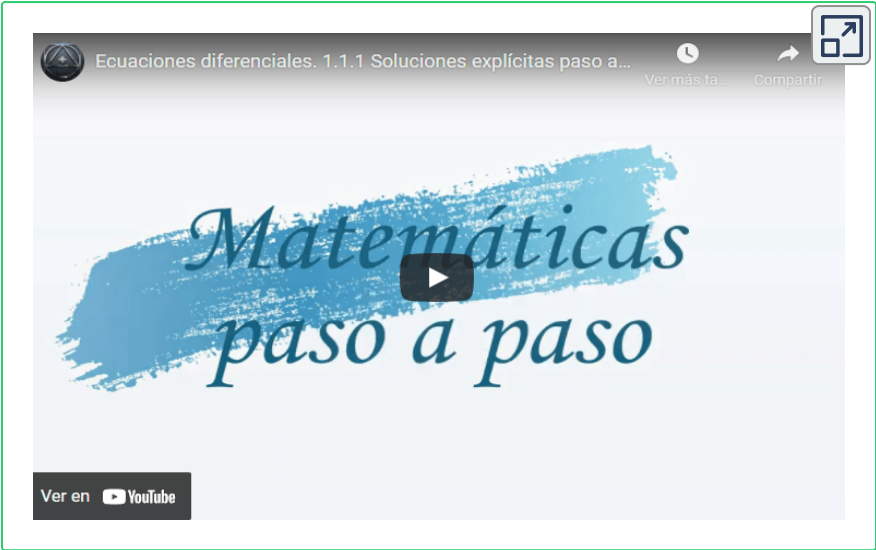 Ecuaciones diferenciales. 1.1.1 Soluciones explícitas paso a...
Ver más ta...
Compartir
Matemáticas
paso a paso
Ver en YouTube